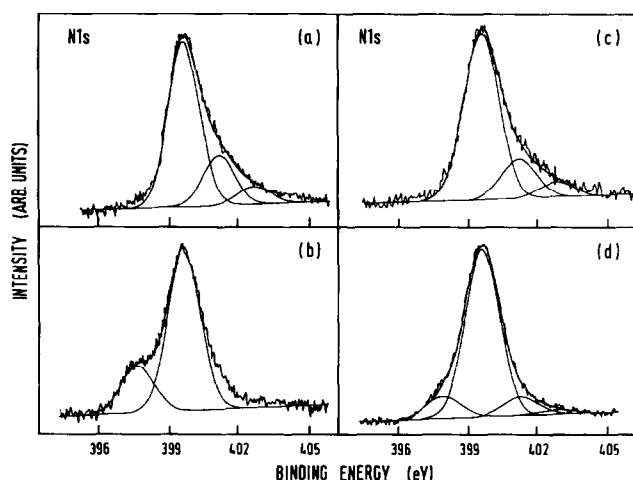 N1s (a)
N1s (c)
(b)
(d)
INTENSITY (ARB. UNITS)
396 399 402 405
396 399 402 405
BINDING ENERGY (eV)